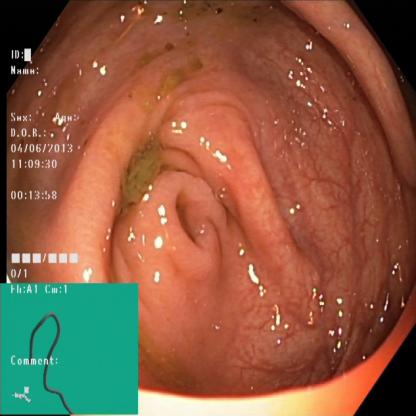 ID:
Name:
Sex: Age:
D.O.B.:
04/06/2013
11:09:30
00:13:58
0/1
Eh:A1 Cm:1
Comment: